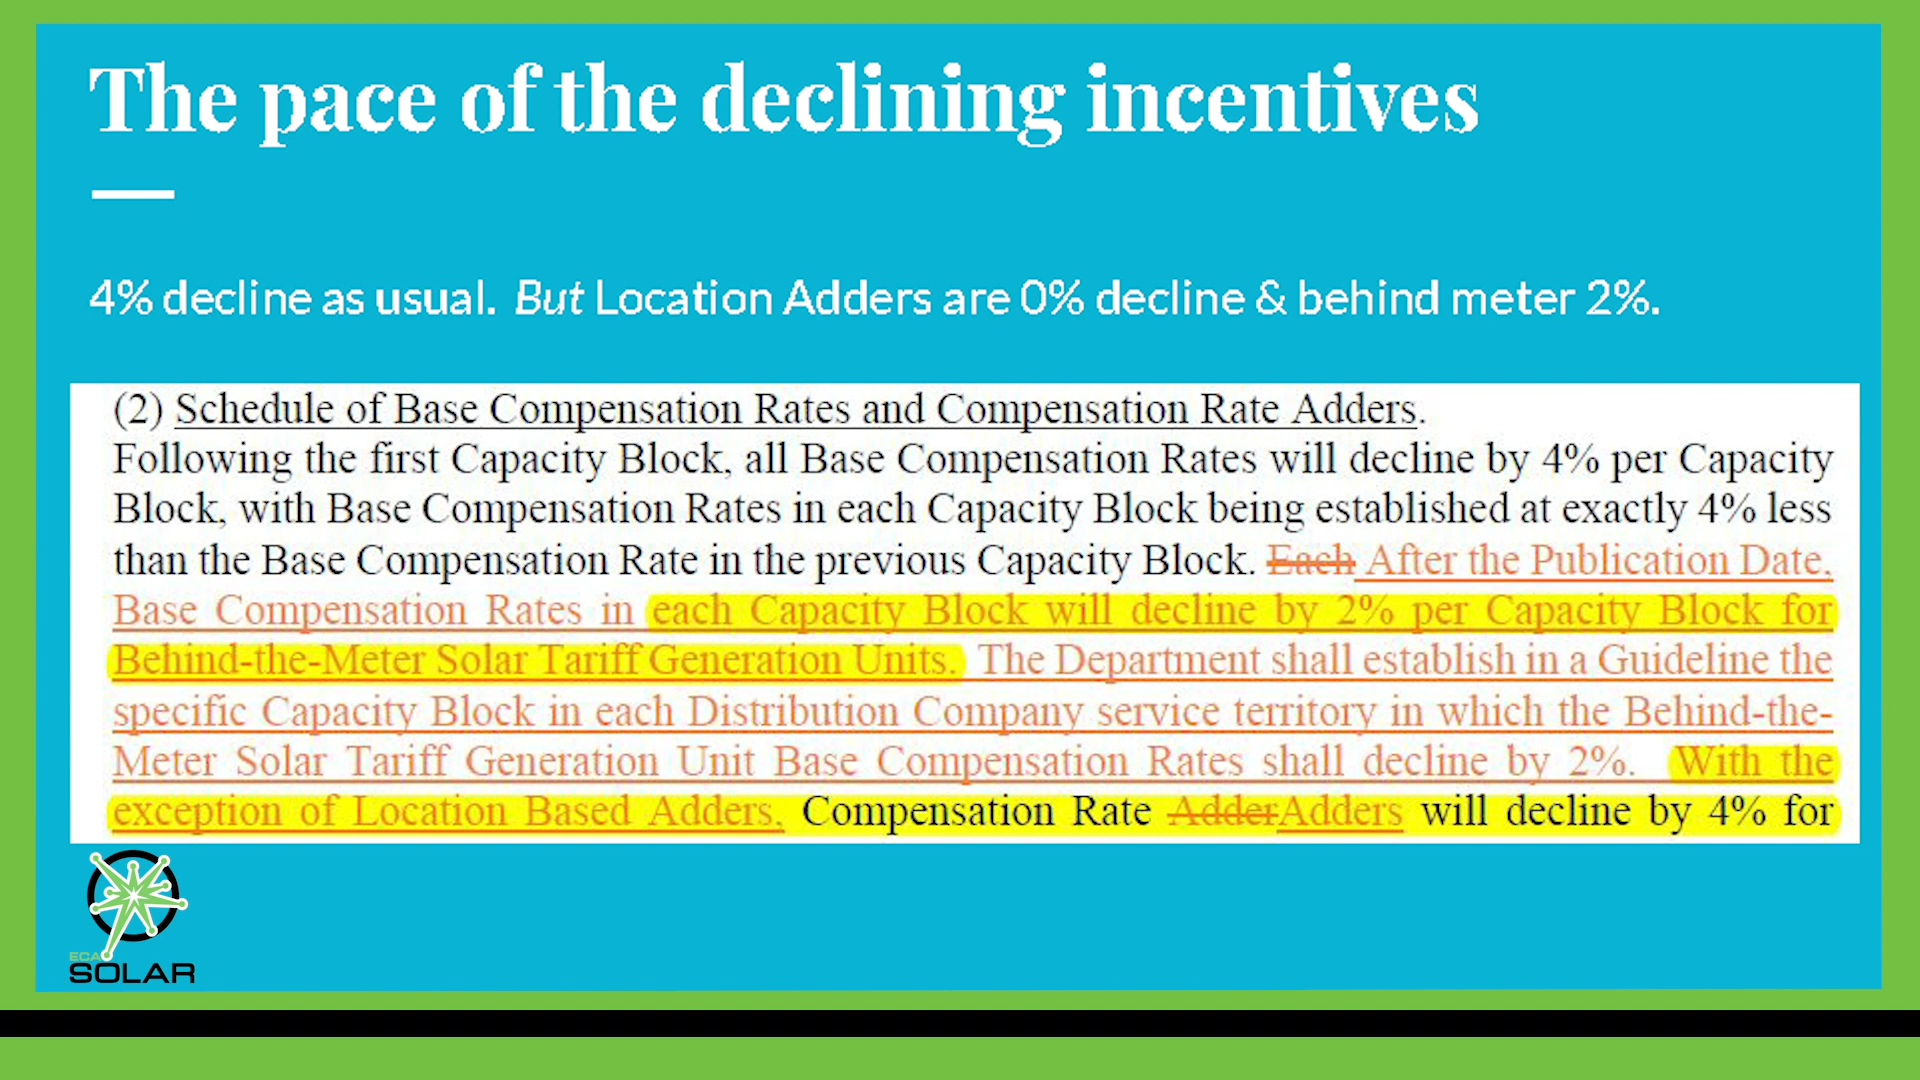 The pace of the declining incentives
4% decline as usual. But Location Adders are 0% decline & behind meter 2%.
(2) Schedule of Base Compensation Rates and Compensation Rate Adders.
Following the first Capacity Block, all Base Compensation Rates will decline by 4% per Capacity
Block, with Base Compensation Rates in each Capacity Block being established at exactly 4% less
than the Base Compensation Rate in the previous Capacity Block. Each After the Publication Date,
Base Compensation Rates in each Capacity Block will decline by 2% per Capacity Block for
Behind-the-Meter Solar Tariff Generation Units. The Department shall establish in a Guideline the
specific Capacity Block in each Distribution Company service territory in which the Behind-the-
Meter Solar Tariff Generation Unit Base Compensation Rates shall decline by 2%. With the
exception of Location Based Adders, Compensation Rate AdderAdders will decline by 4% for
ECA
SOLAR